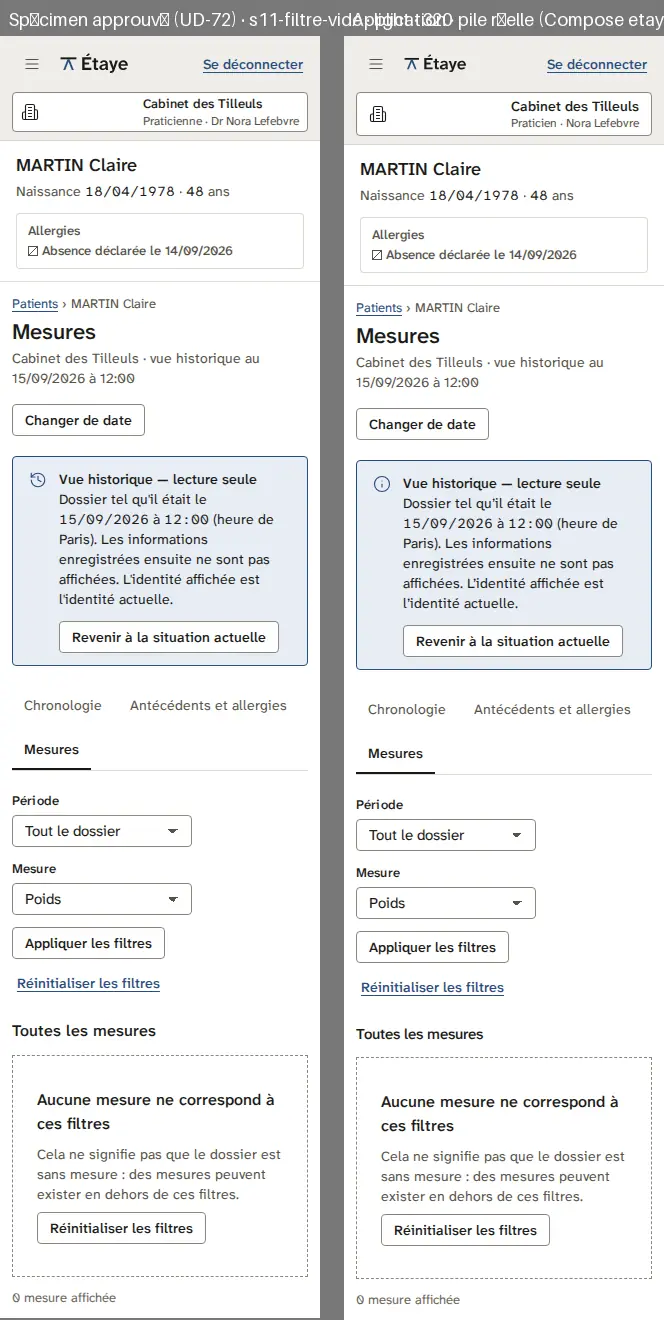 Sp�cimen approuv� (UD-72) · s11-filtre-vide · light · 320
Application · pile r�elle (Compose etay
Étaye
Se déconnecter
Cabinet des Tilleuls
Praticienne · Dr Nora Lefebvre
MARTIN Claire
Naissance 18/04/1978 · 48 ans
Allergies
Absence déclarée le 14/09/2026
Patients › MARTIN Claire
Mesures
Cabinet des Tilleuls · vue historique au
15/09/2026 à 12:00
Changer de date
Vue historique — lecture seule
Dossier tel qu'il était le
15/09/2026 à 12:00 (heure de
Paris). Les informations
enregistrées ensuite ne sont pas
affichées. L'identité affichée est
l'identité actuelle.
Revenir à la situation actuelle
Chronologie
Antécédents et allergies
Mesures
Période
Tout le dossier
Mesure
Poids
Appliquer les filtres
Réinitialiser les filtres
Toutes les mesures
Aucune mesure ne correspond à
ces filtres
Cela ne signifie pas que le dossier est
sans mesure : des mesures peuvent
exister en dehors de ces filtres.
Réinitialiser les filtres
0 mesure affichée
Étaye
Se déconnecter
Cabinet des Tilleuls
Praticien · Nora Lefebvre
MARTIN Claire
Naissance 18/04/1978 · 48 ans
Allergies
Absence déclarée le 14/09/2026
Patients › MARTIN Claire
Mesures
Cabinet des Tilleuls · vue historique au
15/09/2026 à 12:00
Changer de date
Vue historique — lecture seule
Dossier tel qu’il était le
15/09/2026 à 12:00 (heure de
Paris). Les informations
enregistrées ensuite ne sont pas
affichées. L’identité affichée est
l’identité actuelle.
Revenir à la situation actuelle
Chronologie
Antécédents et allergies
Mesures
Période
Tout le dossier
Mesure
Poids
Appliquer les filtres
Réinitialiser les filtres
Toutes les mesures
Aucune mesure ne correspond à
ces filtres
Cela ne signifie pas que le dossier est
sans mesure : des mesures peuvent
exister en dehors de ces filtres.
Réinitialiser les filtres
0 mesure affichée